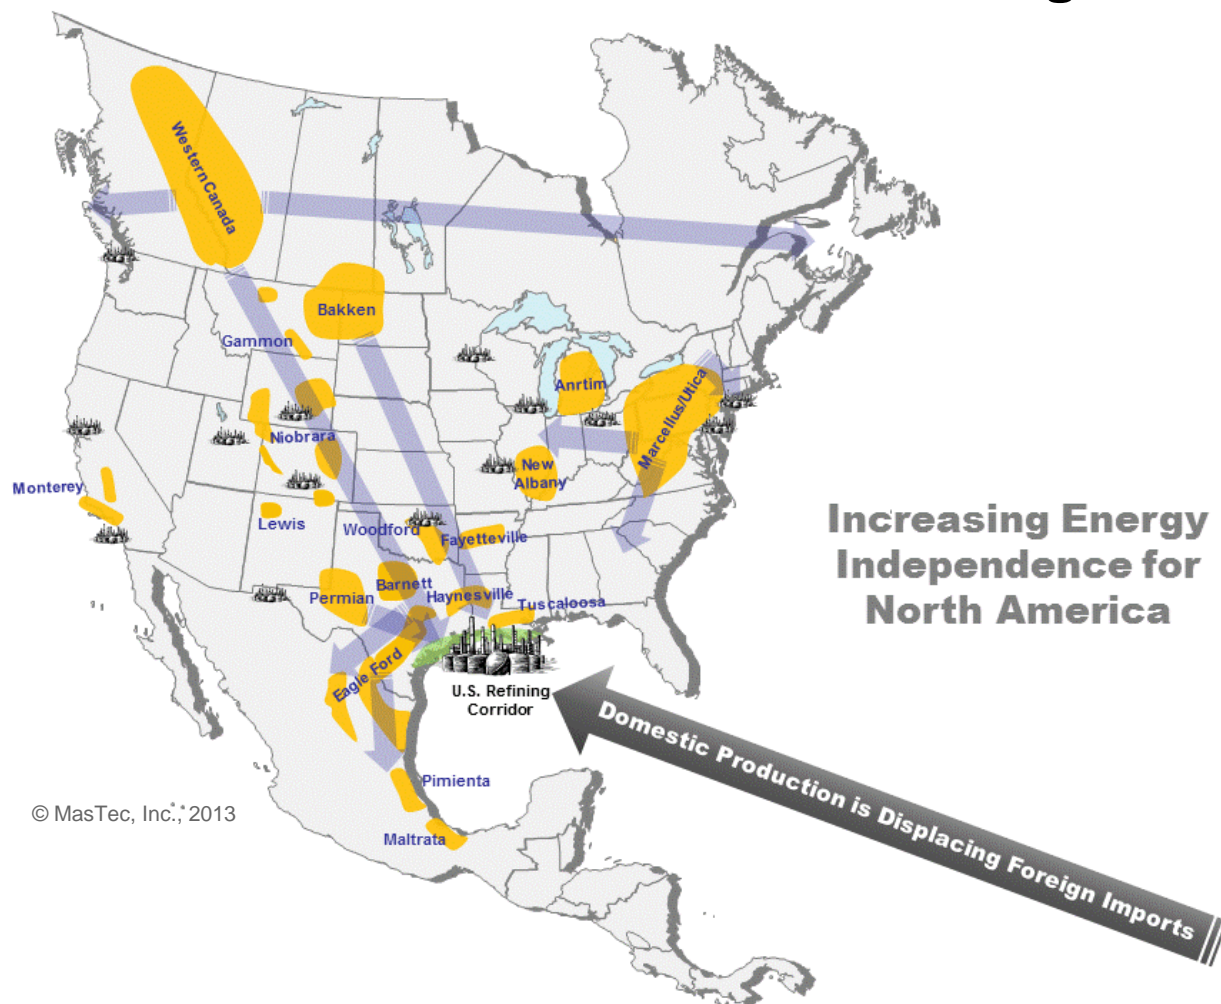 Western Canada
Bakken
Gammon
Anrtim
Marcellus/Utica
Niobrara
New
Albany
Monterey
Lewis
Woodford
Fayetteville
Increasing Energy
Independence for
North America
Barnett
Permian
Haynesville
Tuscaloosa
Eagle Ford
U.S. Refining
Corridor
Domestic Production is Displacing Foreign Imports
Pimienta
© MasTec, Inc., 2013
Maltrata